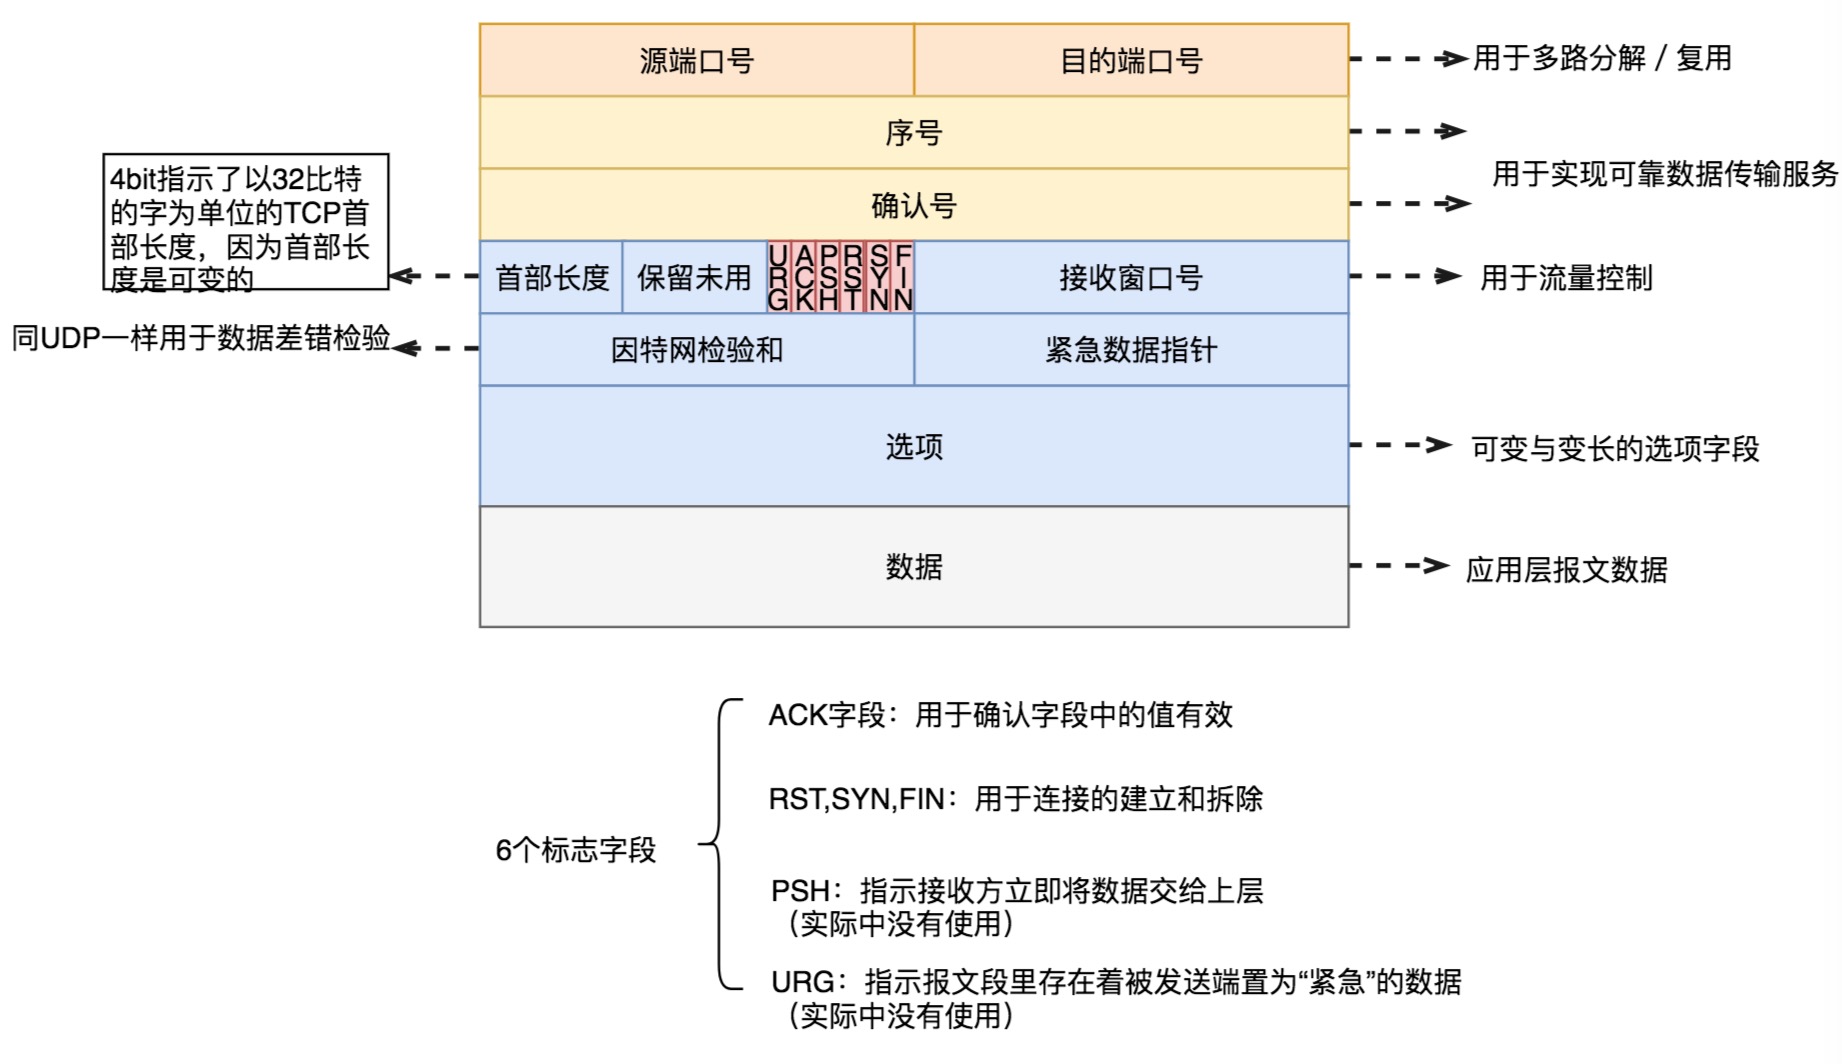 源端口号
目的端口号
用于多路分解 / 复用
序号
用于实现可靠数据传输服务
确认号
4bit指示了以32比特
的字为单位的TCP首
部长度，因为首部长
度是可变的
首部长度
保留未用
URG
ACK
PSH
RST
SYN
FIN
接收窗口号
用于流量控制
同UDP一样用于数据差错检验
因特网检验和
紧急数据指针
选项
可变与变长的选项字段
数据
应用层报文数据
6个标志字段
ACK字段：用于确认字段中的值有效
RST,SYN,FIN：用于连接的建立和拆除
PSH：指示接收方立即将数据交给上层
（实际中没有使用）
URG：指示报文段里存在着被发送端置为“紧急”的数据
（实际中没有使用）